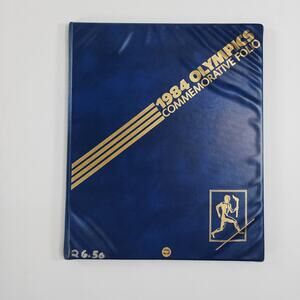 1984 OLYMPICS
COMMEMORATIVE FOLIO
26.50